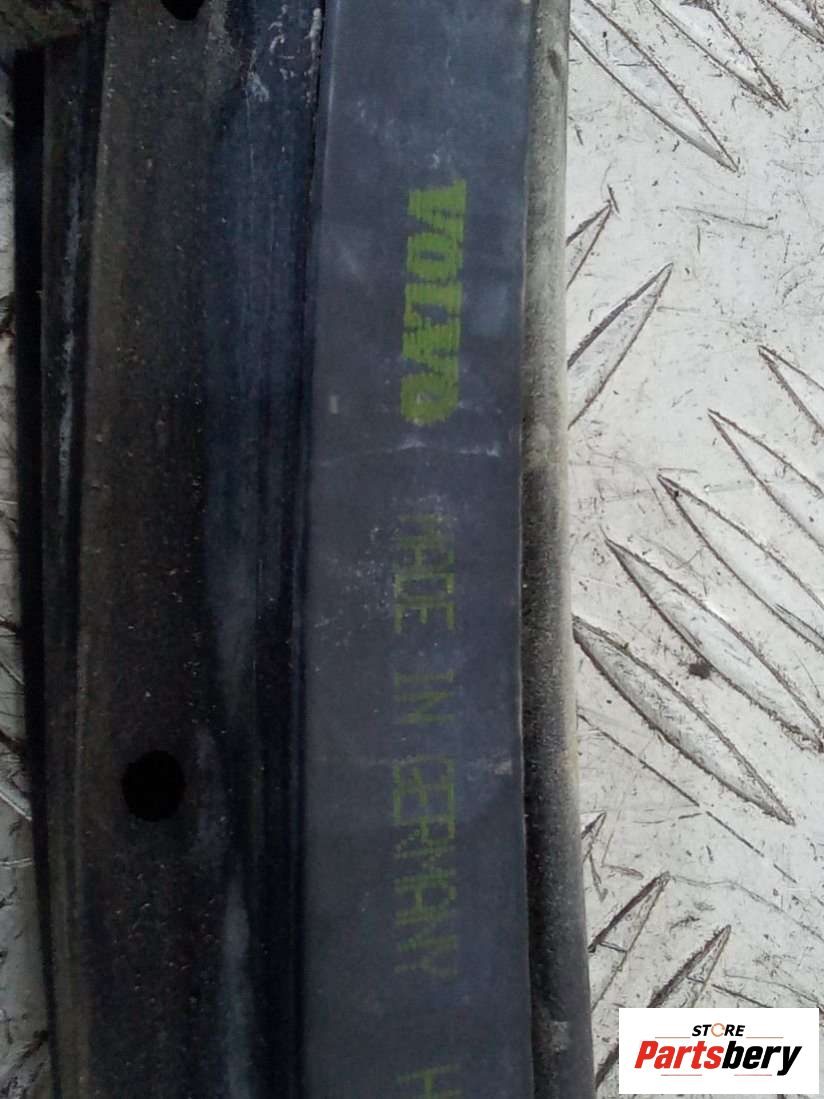 VOLVO MADE IN GERMANY H
STORE
Partsbery